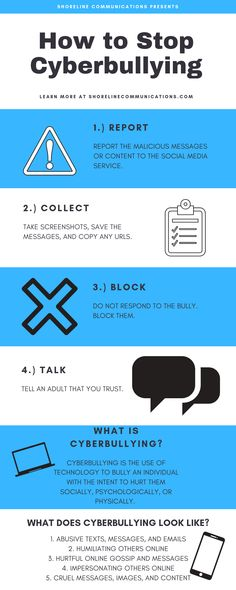 SHORELINE COMMUNICATIONS PRESENTS
How to Stop
Cyberbullying
LEARN MORE AT SHORELINECOMMUNICATIONS.COM
1.) REPORT
REPORT THE MALICIOUS MESSAGES
OR CONTENT TO THE SOCIAL MEDIA
SERVICE.
2.) COLLECT
TAKE SCREENSHOTS, SAVE THE
MESSAGES, AND COPY ANY URLS.
3.) BLOCK
DO NOT RESPOND TO THE BULLY.
BLOCK THEM.
4.) TALK
TELL AN ADULT THAT YOU TRUST.
WHAT IS
CYBERBULLYING?
CYBERBULLYING IS THE USE OF
TECHNOLOGY TO BULLY AN INDIVIDUAL
WITH THE INTENT TO HURT THEM
SOCIALLY, PSYCHOLOGICALLY, OR
PHYSICALLY.
WHAT DOES CYBERBULLYING LOOK LIKE?
1. ABUSIVE TEXTS, MESSAGES, AND EMAILS
2. HUMILIATING OTHERS ONLINE
3. HURTFUL ONLINE GOSSIP AND MESSAGES
4. IMPERSONATING OTHERS ONLINE
5. CRUEL MESSAGES, IMAGES, AND CONTENT